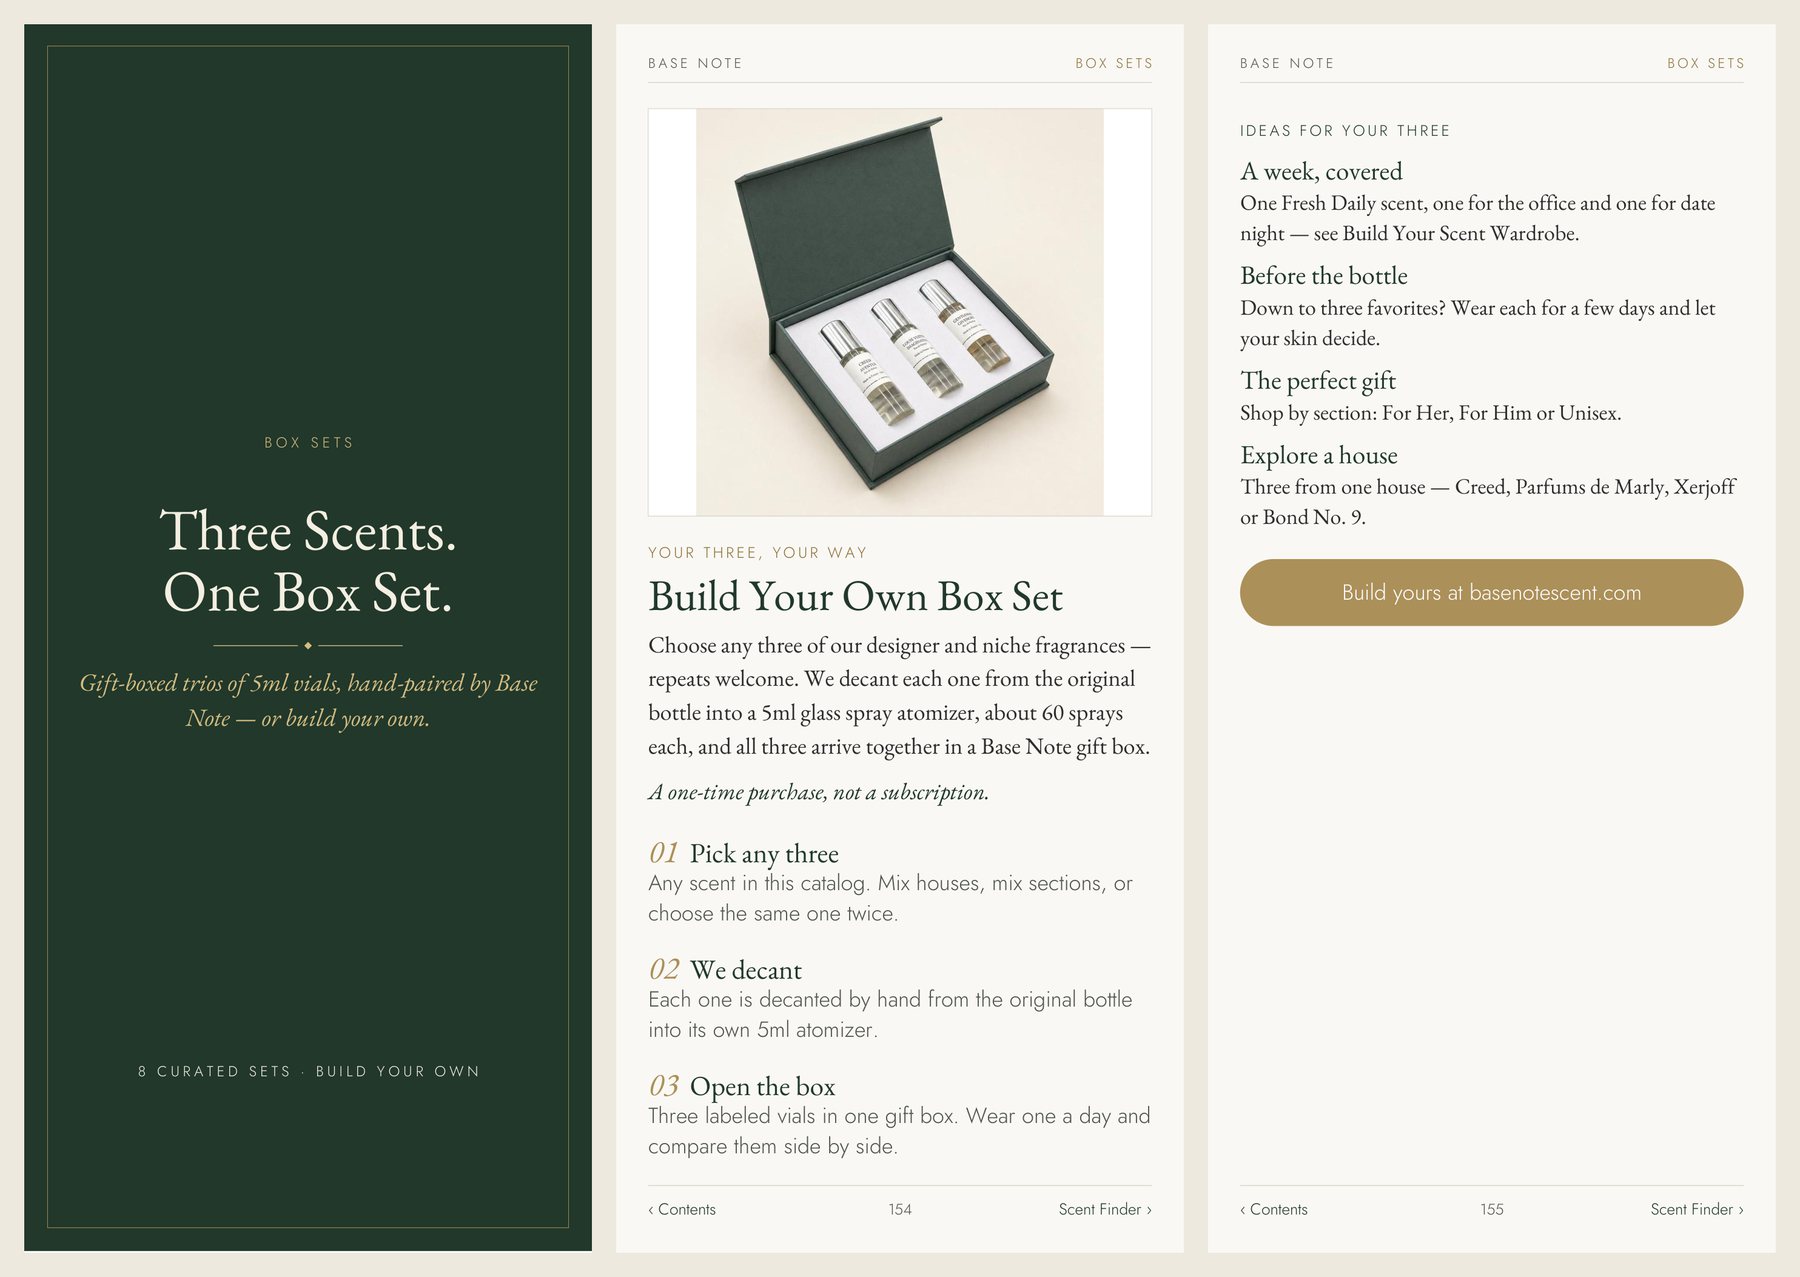 BOX SETS
Three Scents.
One Box Set.
Gift-boxed trios of 5ml vials, hand-paired by Base
Note — or build your own.
8 CURATED SETS · BUILD YOUR OWN
BASE NOTE
BOX SETS
YOUR THREE, YOUR WAY
Build Your Own Box Set
Choose any three of our designer and niche fragrances —
repeats welcome. We decant each one from the original
bottle into a 5ml glass spray atomizer, about 60 sprays
each, and all three arrive together in a Base Note gift box.
A one-time purchase, not a subscription.
01 Pick any three
Any scent in this catalog. Mix houses, mix sections, or
choose the same one twice.
02 We decant
Each one is decanted by hand from the original bottle
into its own 5ml atomizer.
03 Open the box
Three labeled vials in one gift box. Wear one a day and
compare them side by side.
‹ Contents
154
Scent Finder ›
BASE NOTE
BOX SETS
IDEAS FOR YOUR THREE
A week, covered
One Fresh Daily scent, one for the office and one for date
night — see Build Your Scent Wardrobe.
Before the bottle
Down to three favorites? Wear each for a few days and let
your skin decide.
The perfect gift
Shop by section: For Her, For Him or Unisex.
Explore a house
Three from one house — Creed, Parfums de Marly, Xerjoff
or Bond No. 9.
Build yours at basenotescent.com
‹ Contents
155
Scent Finder ›